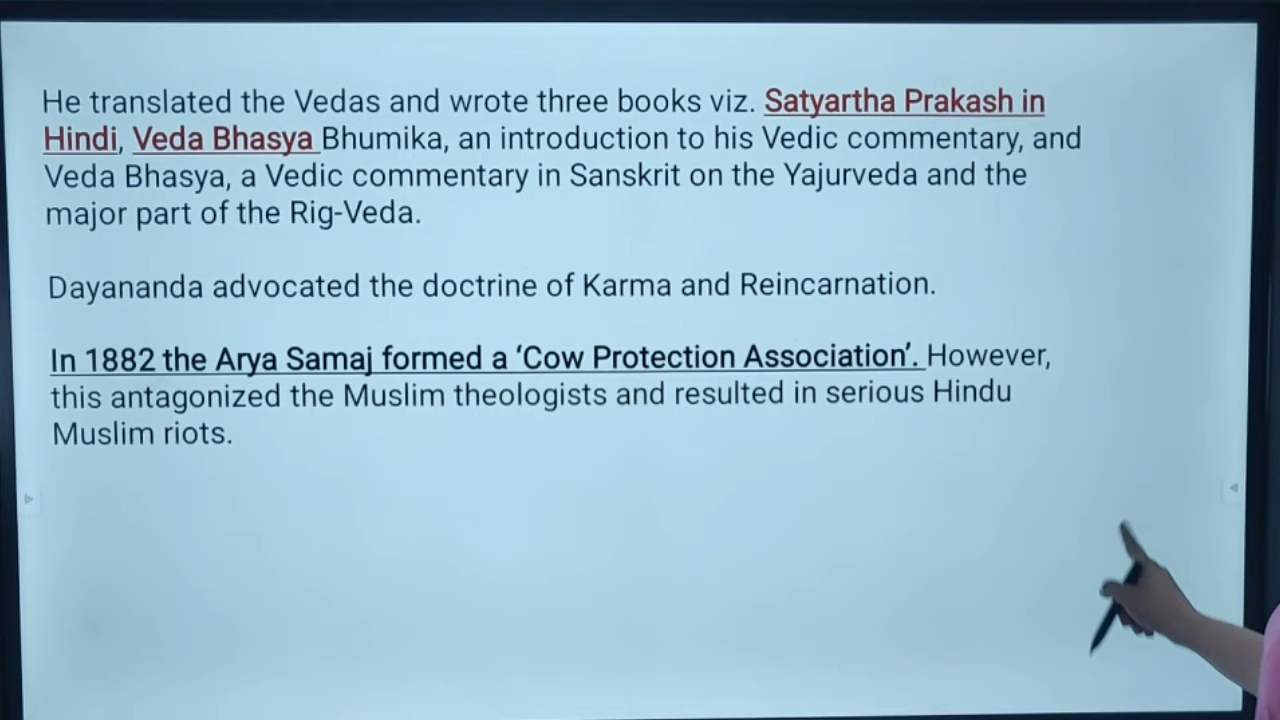 He translated the Vedas and wrote three books viz. Satyartha Prakash in
Hindi, Veda Bhasya Bhumika, an introduction to his Vedic commentary, and
Veda Bhasya, a Vedic commentary in Sanskrit on the Yajurveda and the
major part of the Rig-Veda.
Dayananda advocated the doctrine of Karma and Reincarnation.
In 1882 the Arya Samaj formed a ‘Cow Protection Association’. However,
this antagonized the Muslim theologists and resulted in serious Hindu
Muslim riots.